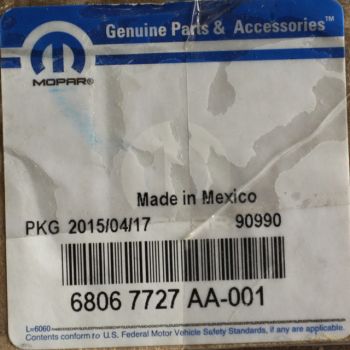 Genuine Parts & Accessories™
MOPAR®
Made in Mexico
PKG 2015/04/17 90990
6806 7727 AA-001
L=6060
Contents conform to U.S. Federal Motor Vehicle Safety Standards, if any are applicable